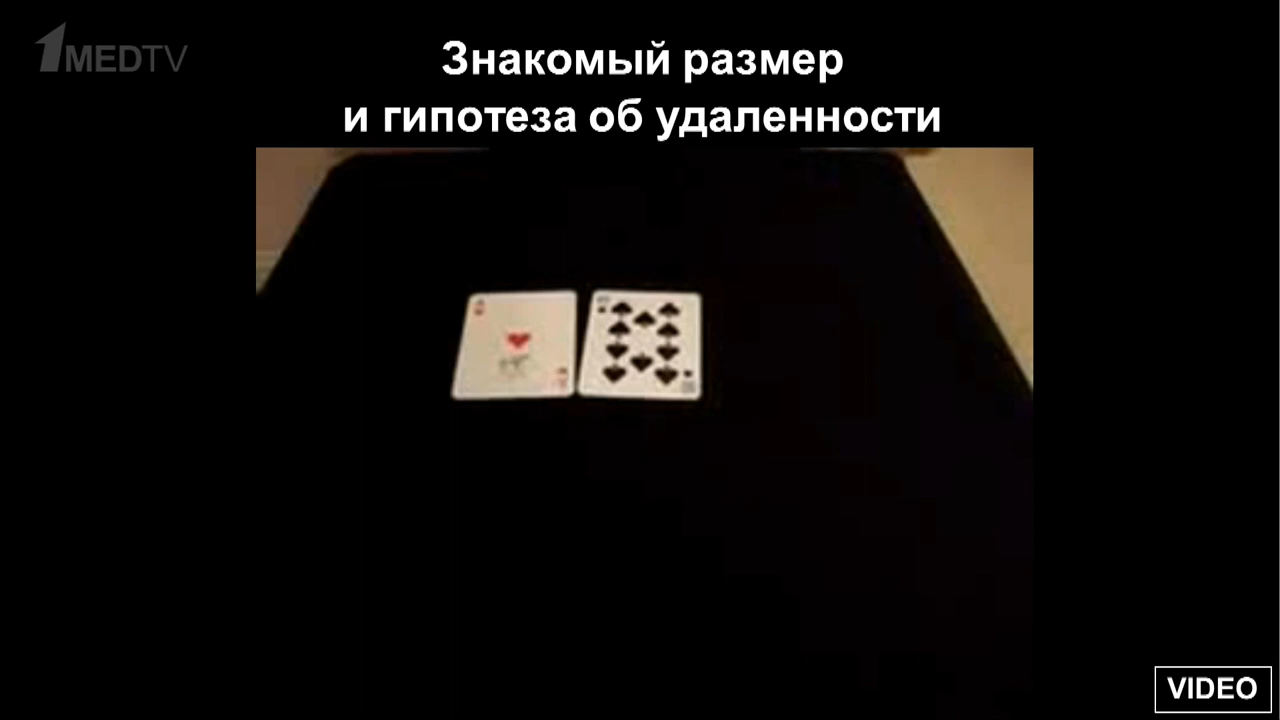 1MEDTV
Знакомый размер
и гипотеза об удаленности
VIDEO